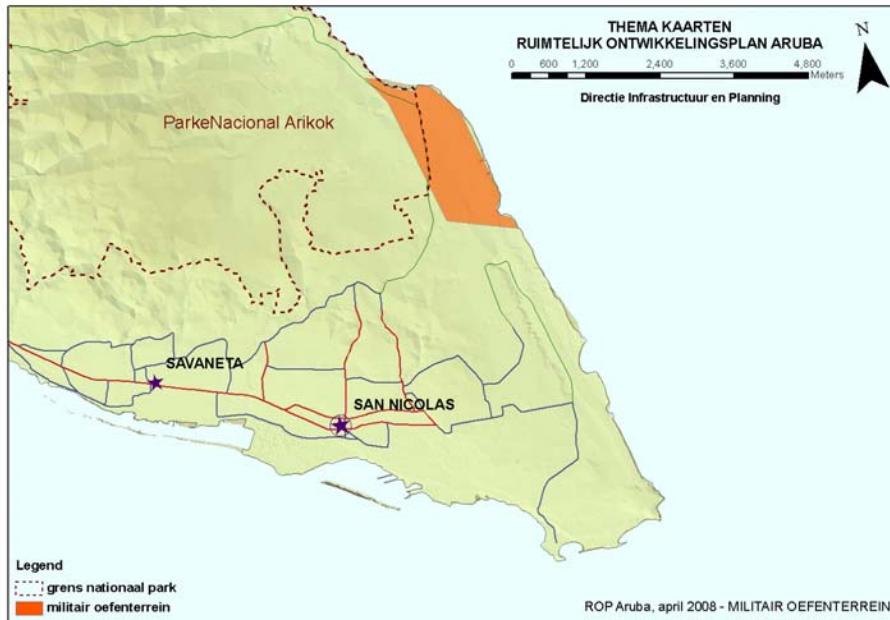 THEMA KAARTEN
RUIMTELIJK ONTWIKKELINGSPLAN ARUBA
N
0 600 1,200 2,400 3,600 4,800
Meters
Directie Infrastructuur en Planning
ParkeNacional Arikok
SAVANETA
SAN NICOLAS
Legend
grens nationaal park
militair oefenterrein
ROP Aruba, april 2008 - MILITAIR OEFENTERREIN